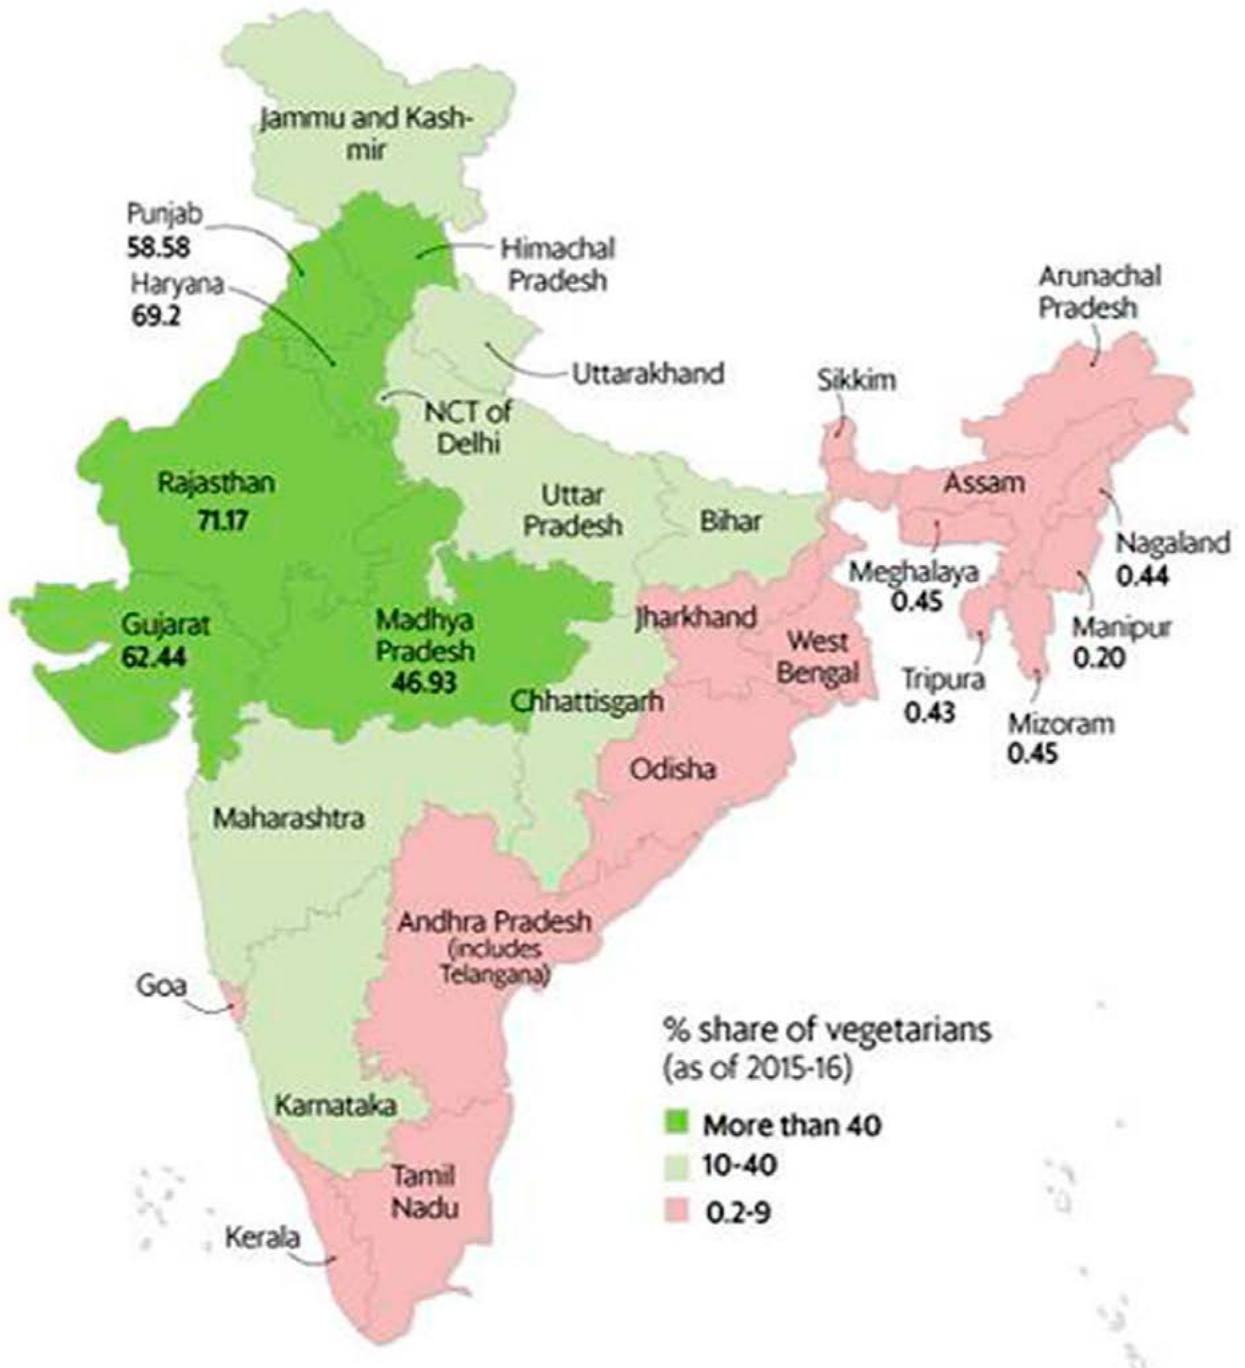 Jammu and Kash-
mir
Punjab
58.58
Haryana
69.2
Himachal
Pradesh
Uttarakhand
NCT of
Delhi
Rajasthan
71.17
Uttar
Pradesh
Bihar
Sikkim
Arunachal
Pradesh
Assam
Nagaland
0.44
Meghalaya
0.45
Manipur
0.20
Tripura
0.43
Mizoram
0.45
Gujarat
62.44
Madhya
Pradesh
46.93
Jharkhand
West
Bengal
Chhattisgarh
Odisha
Maharashtra
Andhra Pradesh
(includes
Telangana)
Goa
Karnataka
Tamil
Nadu
Kerala
% share of vegetarians
(as of 2015-16)
More than 40
10-40
0.2-9